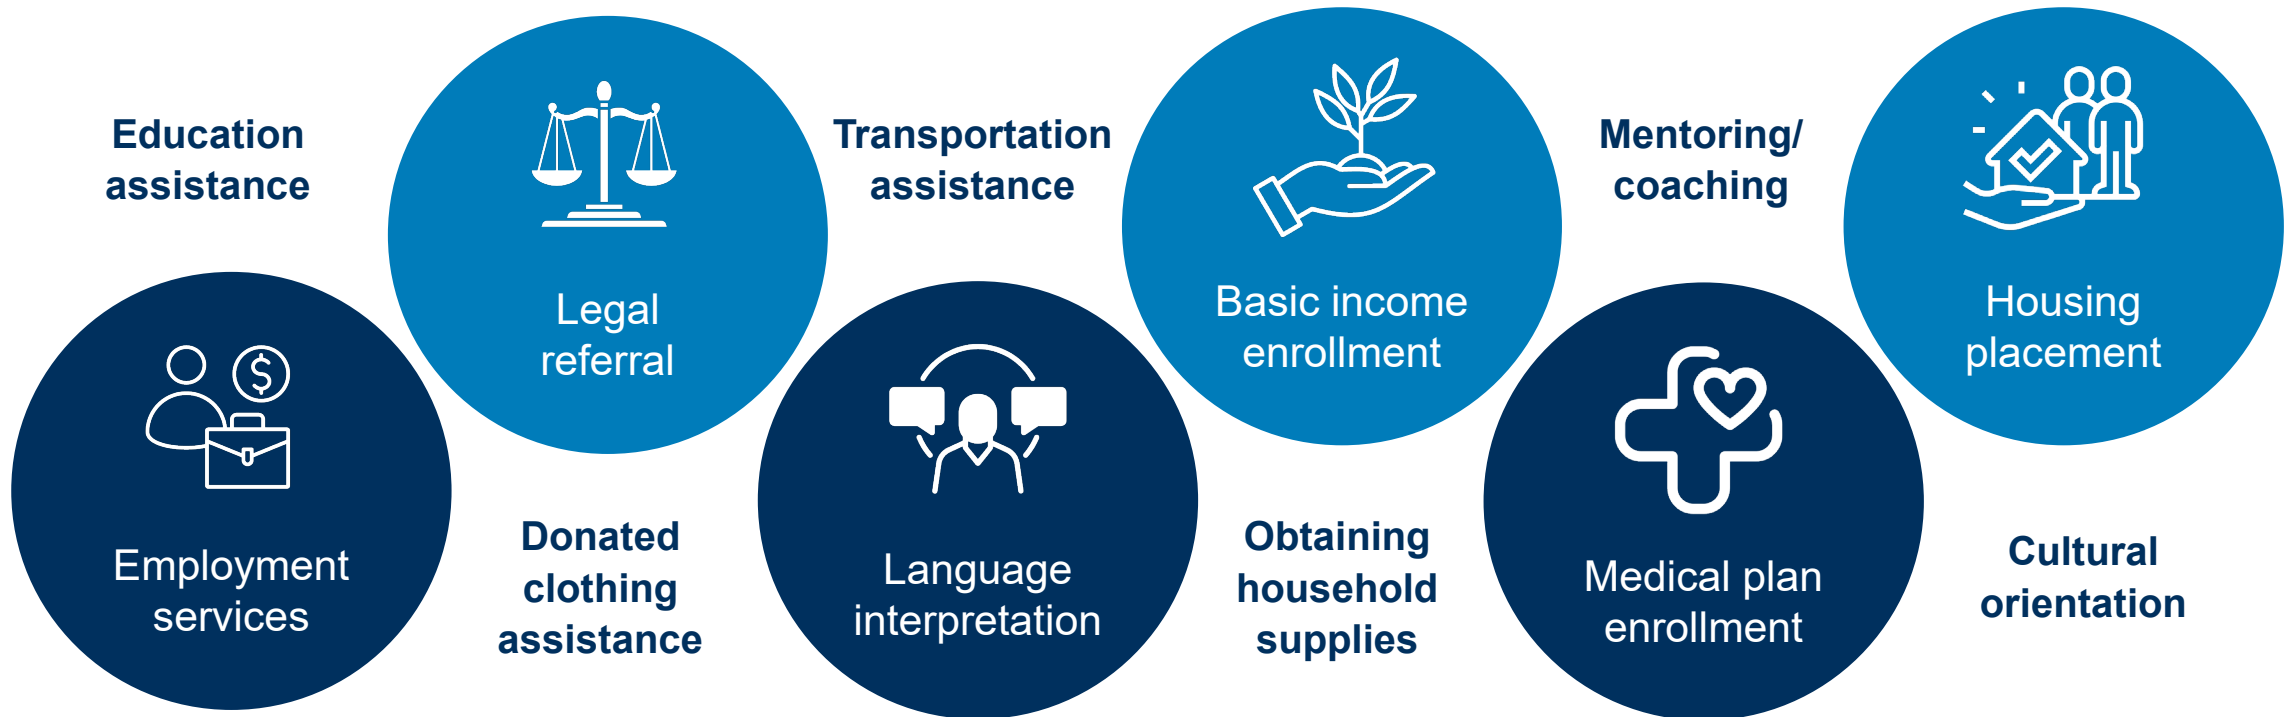 Education
assistance
Legal
referral
Transportation
assistance
Basic income
enrollment
Mentoring/
coaching
Housing
placement
Employment
services
Donated
clothing
assistance
Language
interpretation
Obtaining
household
supplies
Medical plan
enrollment
Cultural
orientation